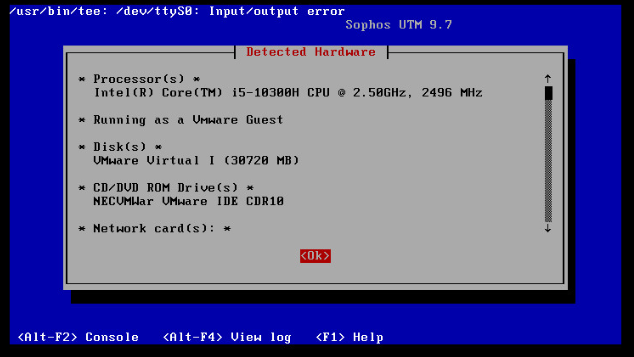 /usr/bin/tee: /dev/ttyS0: Input/output error
Sophos UTM 9.7
Detected Hardware
* Processor(s) *
Intel(R) Core(TM) i5-10300H CPU @ 2.50GHz, 2496 MHz
* Running as a VMware Guest
* Disk(s) *
VMware Virtual I (30720 MB)
* CD/DVD ROM Drive(s) *
NECVMWar VMware IDE CDR10
* Network card(s): *
<Ok>
<Alt-F2> Console <Alt-F4> View log <F1> Help